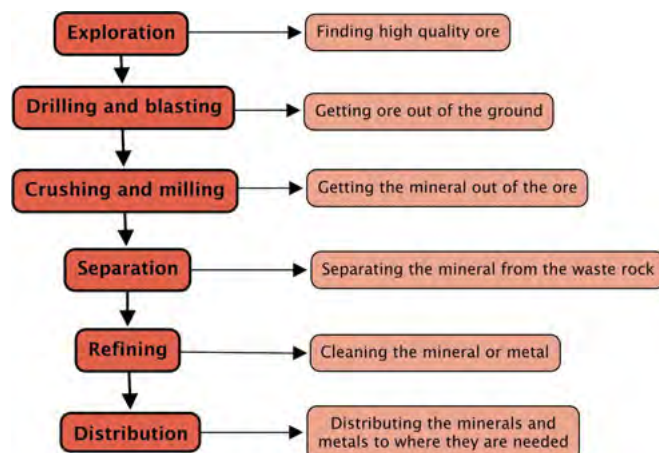 Exploration
Finding high quality ore
Drilling and blasting
Getting ore out of the ground
Crushing and milling
Getting the mineral out of the ore
Separation
Separating the mineral from the waste rock
Refining
Cleaning the mineral or metal
Distribution
Distributing the minerals and
metals to where they are needed